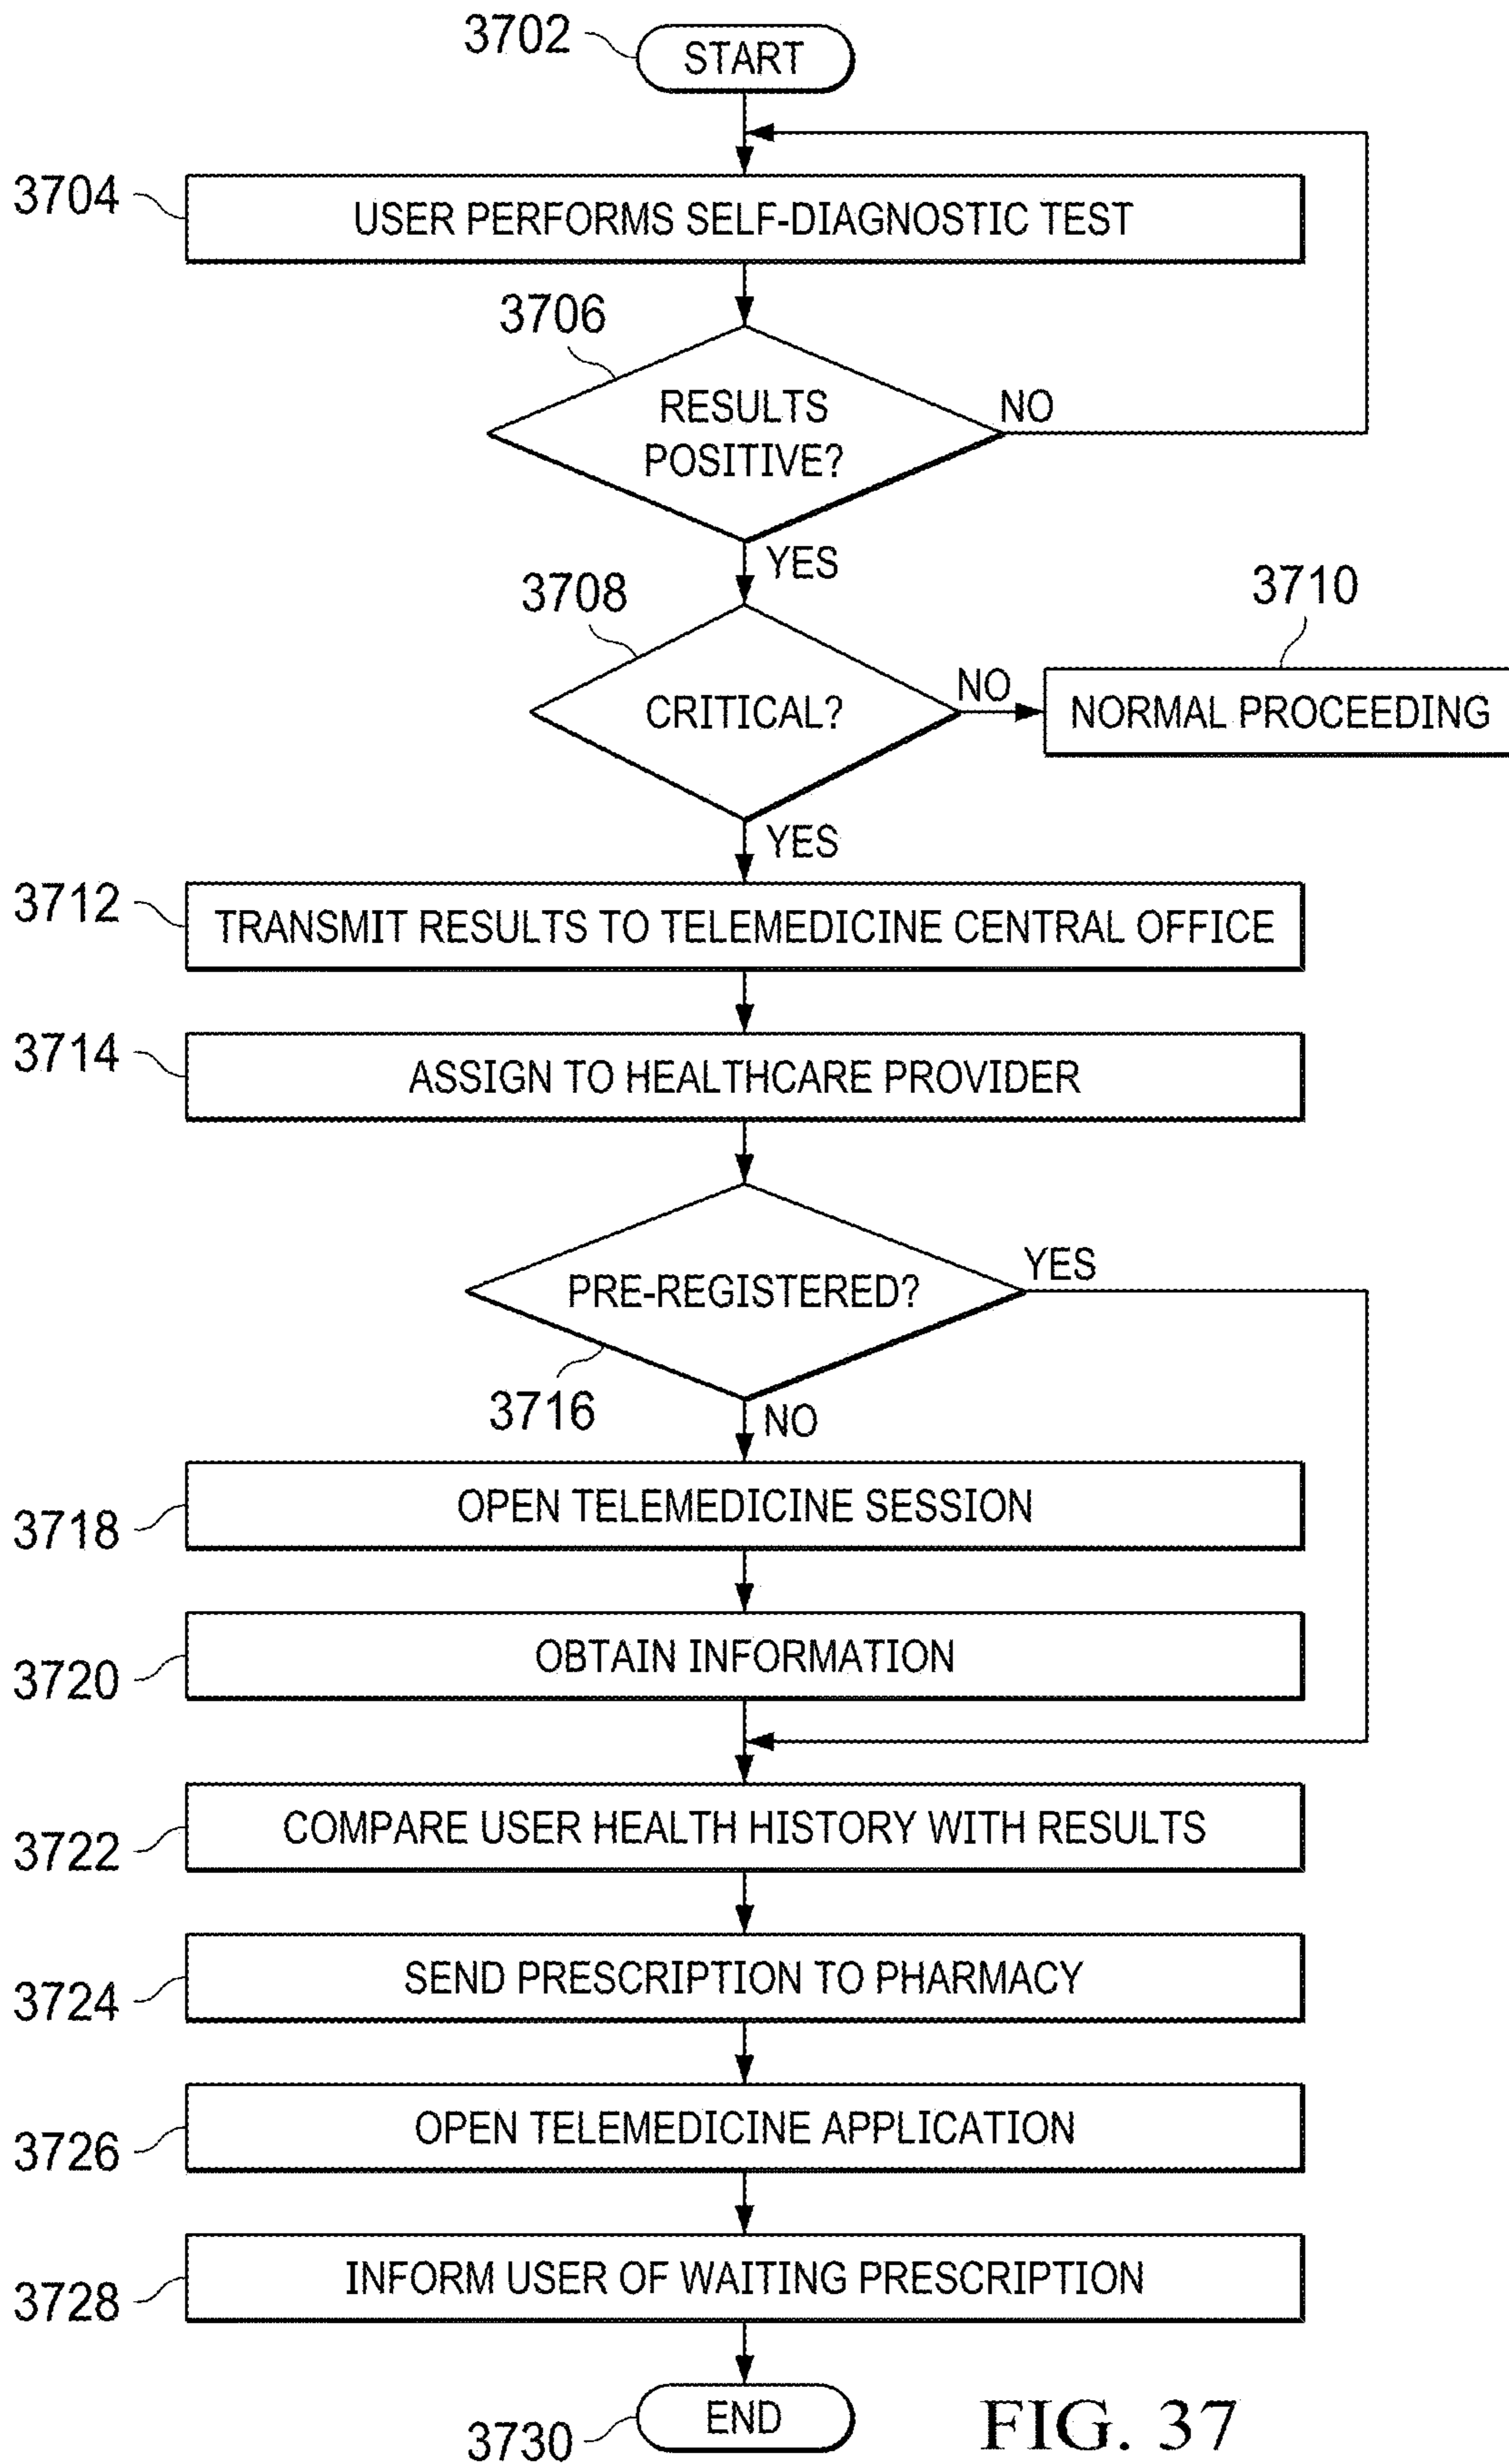 3702
START
3704
USER PERFORMS SELF-DIAGNOSTIC TEST
3706
RESULTS
POSITIVE?
NO
YES
3708
CRITICAL?
NO
3710
NORMAL PROCEEDING
YES
3712
TRANSMIT RESULTS TO TELEMEDICINE CENTRAL OFFICE
3714
ASSIGN TO HEALTHCARE PROVIDER
PRE-REGISTERED?
YES
3716
NO
3718
OPEN TELEMEDICINE SESSION
3720
OBTAIN INFORMATION
3722
COMPARE USER HEALTH HISTORY WITH RESULTS
3724
SEND PRESCRIPTION TO PHARMACY
3726
OPEN TELEMEDICINE APPLICATION
3728
INFORM USER OF WAITING PRESCRIPTION
3730
END
FIG. 37